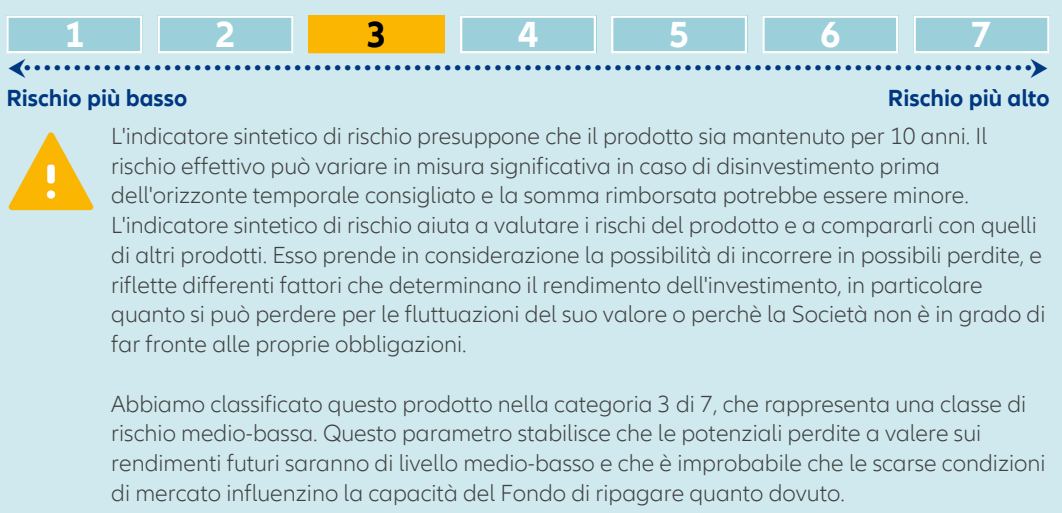 1 2 3 4 5 6 7
Rischio più basso Rischio più alto
L'indicatore sintetico di rischio presuppone che il prodotto sia mantenuto per 10 anni. Il
rischio effettivo può variare in misura significativa in caso di disinvestimento prima
dell'orizzonte temporale consigliato e la somma rimborsata potrebbe essere minore.
L'indicatore sintetico di rischio aiuta a valutare i rischi del prodotto e a compararli con quelli
di altri prodotti. Esso prende in considerazione la possibilità di incorrere in possibili perdite, e
riflette differenti fattori che determinano il rendimento dell'investimento, in particolare
quanto si può perdere per le fluttuazioni del suo valore o perchè la Società non è in grado di
far fronte alle proprie obbligazioni.
Abbiamo classificato questo prodotto nella categoria 3 di 7, che rappresenta una classe di
rischio medio-bassa. Questo parametro stabilisce che le potenziali perdite a valere sui
rendimenti futuri saranno di livello medio-basso e che è improbabile che le scarse condizioni
di mercato influenzino la capacità del Fondo di ripagare quanto dovuto.